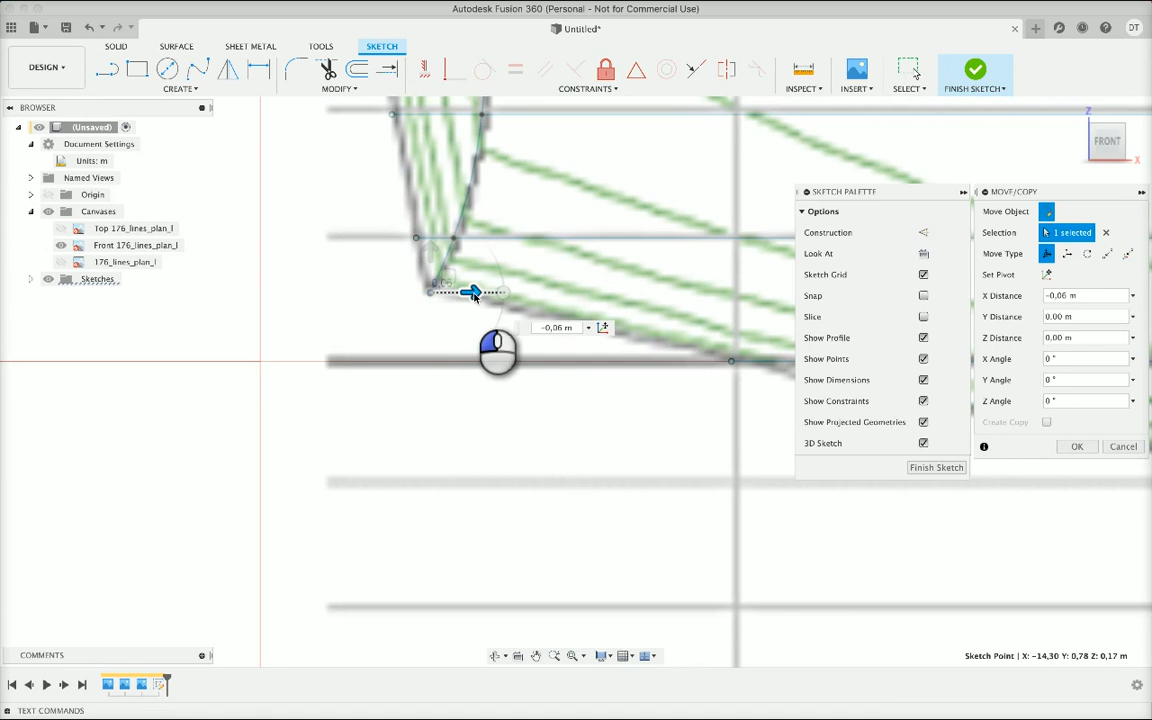 Autodesk Fusion 360 (Personal - Not for Commercial Use)
Untitled*
DT
DESIGN
SOLID
SURFACE
SHEET METAL
TOOLS
SKETCH
CREATE
MODIFY
CONSTRAINTS
INSPECT
INSERT
SELECT
FINISH SKETCH
BROWSER
(Unsaved)
Document Settings
Units: m
Named Views
Origin
Canvases
Top 176_lines_plan_l
Front 176_lines_plan_l
176_lines_plan_l
Sketches
Z
FRONT
X
SKETCH PALETTE
Options
Construction
Look At
Sketch Grid
Snap
Slice
Show Profile
Show Points
Show Dimensions
Show Constraints
Show Projected Geometries
3D Sketch
Finish Sketch
MOVE/COPY
Move Object
Selection
1 selected
Move Type
Set Pivot
X Distance
-0,06 m
Y Distance
0,00 m
Z Distance
0,00 m
X Angle
0 °
Y Angle
0 °
Z Angle
0 °
Create Copy
OK
Cancel
-0,06 m
COMMENTS
Sketch Point | X: -14,30 Y: 0,78 Z: 0,17 m
TEXT COMMANDS